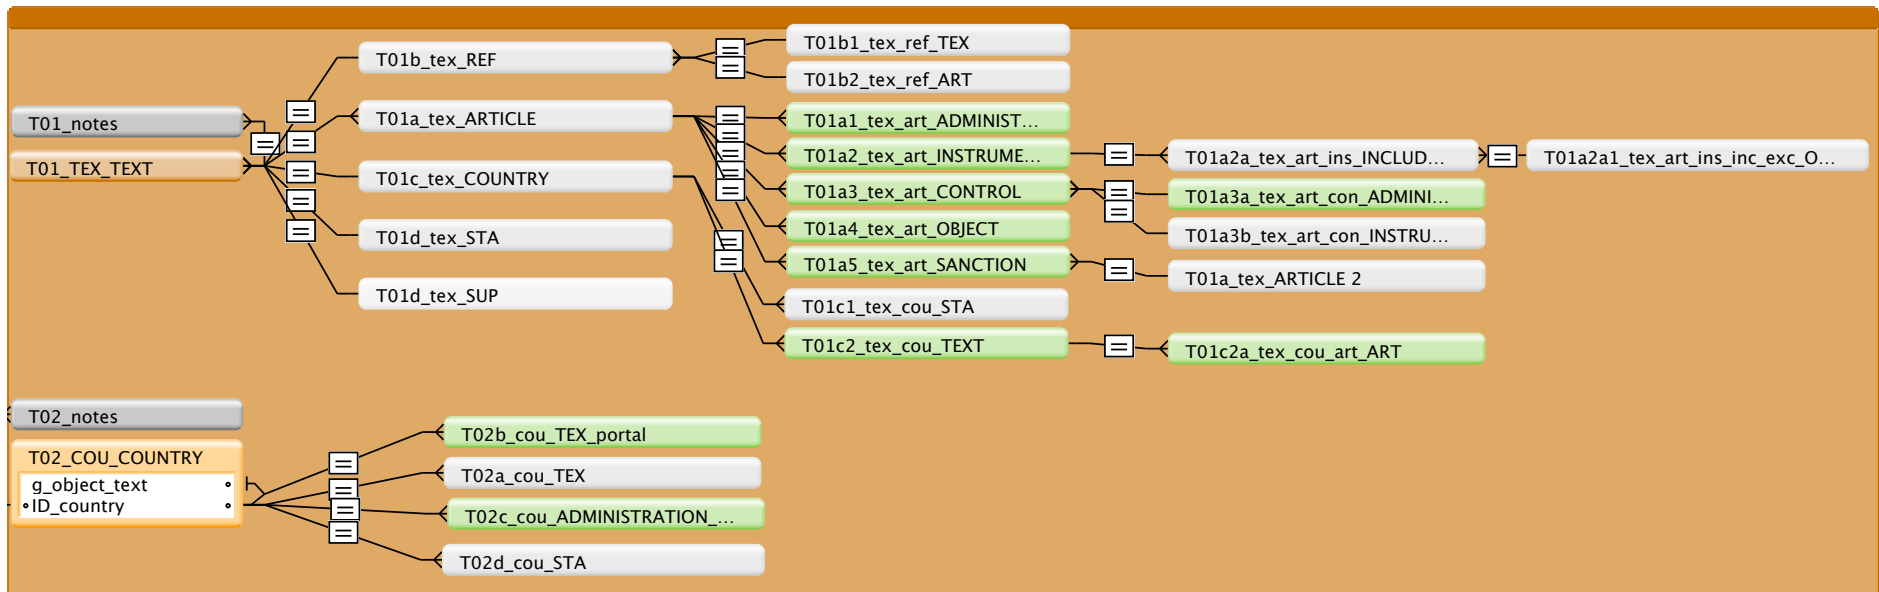 T01_notes
T01_TEX_TEXT
T01b_tex_REF
T01a_tex_ARTICLE
T01c_tex_COUNTRY
T01d_tex_STA
T01d_tex_SUP
T01b1_tex_ref_TEX
T01b2_tex_ref_ART
T01a1_tex_art_ADMINIST...
T01a2_tex_art_INSTRUME...
T01a3_tex_art_CONTROL
T01a4_tex_art_OBJECT
T01a5_tex_art_SANCTION
T01c1_tex_cou_STA
T01c2_tex_cou_TEXT
T01a2a_tex_art_ins_INCLUD...
T01a3a_tex_art_con_ADMINI...
T01a3b_tex_art_con_INSTRU...
T01a_tex_ARTICLE 2
T01c2a_tex_cou_art_ART
T01a2a1_tex_art_ins_inc_exc_O...
T02_notes
T02_COU_COUNTRY
g_object_text
ID_country
T02b_cou_TEX_portal
T02a_cou_TEX
T02c_cou_ADMINISTRATION_...
T02d_cou_STA